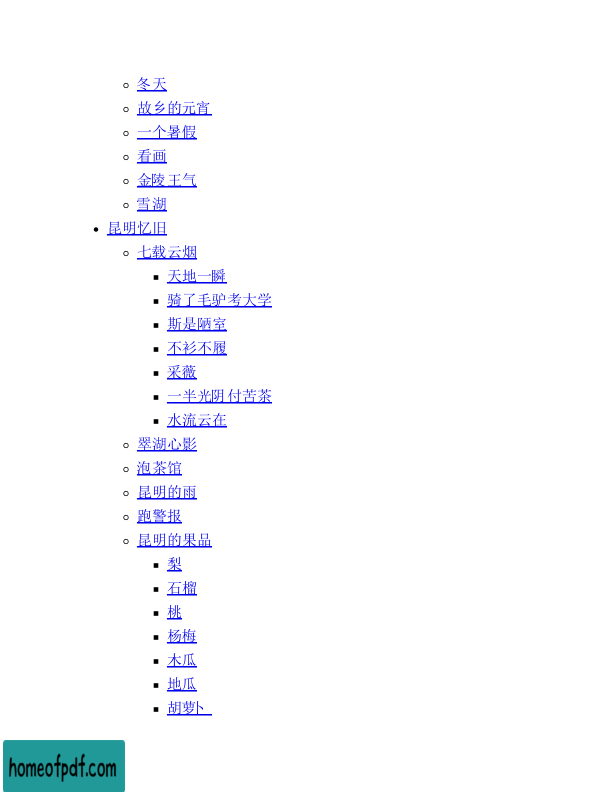 冬天
故乡的元宵
一个暑假
看画
金陵王气
雪湖
昆明忆旧
七载云烟
天地一瞬
骑了毛驴考大学
斯是陋室
不衫不履
采薇
一半光阴付苦茶
水流云在
翠湖心影
泡茶馆
昆明的雨
跑警报
昆明的果品
梨
石榴
桃
杨梅
木瓜
地瓜
胡萝卜
homeofpdf.com